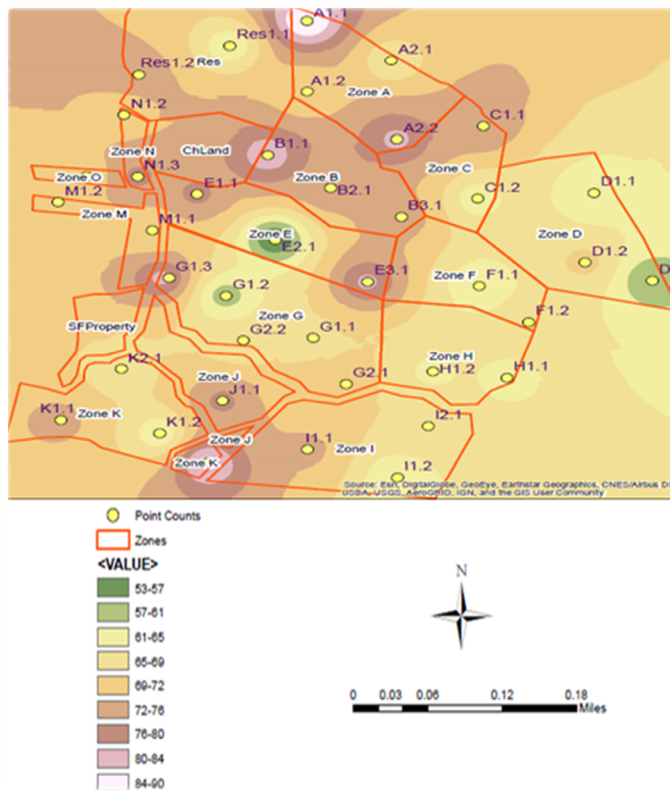 A1.1
Res1.1
A2.1
Res1.2
Res
A1.2
Zone A
N1.2
C1.1
A2.2
Zone N
ChLand
B1.1
Zone B
Zone C
Zone O
N1.3
E1.1
B2.1
C1.2
D1.1
M1.2
Zone M
B3.1
M1.1
Zone E
E2.1
Zone D
D1.2
G1.3
E3.1
Zone F
F1.1
D
G1.2
Zone G
F1.2
SFProperty
G2.2
G1.1
K2.1
Zone H
H1.2
H1.1
G2.1
Zone J
J1.1
K1.1
Zone K
K1.2
I2.1
Zone J
I1.1
Zone I
Zone K
I1.2
Source: Esri, DigitalGlobe, GeoEye, Earthstar Geographics, CNES/Airbus D
USDA, USGS, AeroGRID, IGN, and the GIS User Community
Point Counts
Zones
<VALUE>
53-57
57-61
61-65
65-69
69-72
72-76
76-80
80-84
84-90
N
0 0.03 0.06 0.12 0.18
Miles